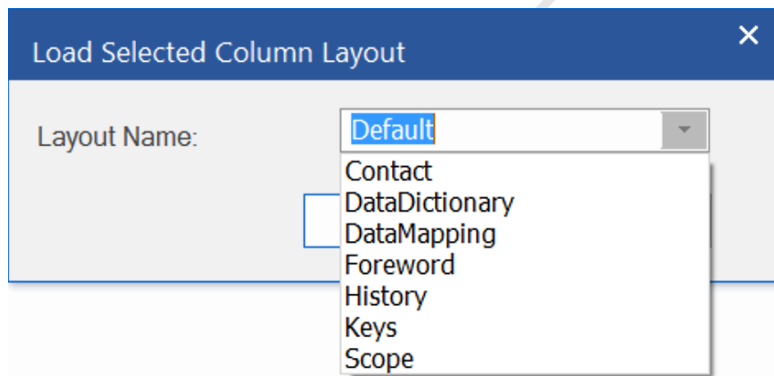 Load Selected Column Layout
Layout Name:
Default
Contact
DataDictionary
DataMapping
Foreword
History
Keys
Scope